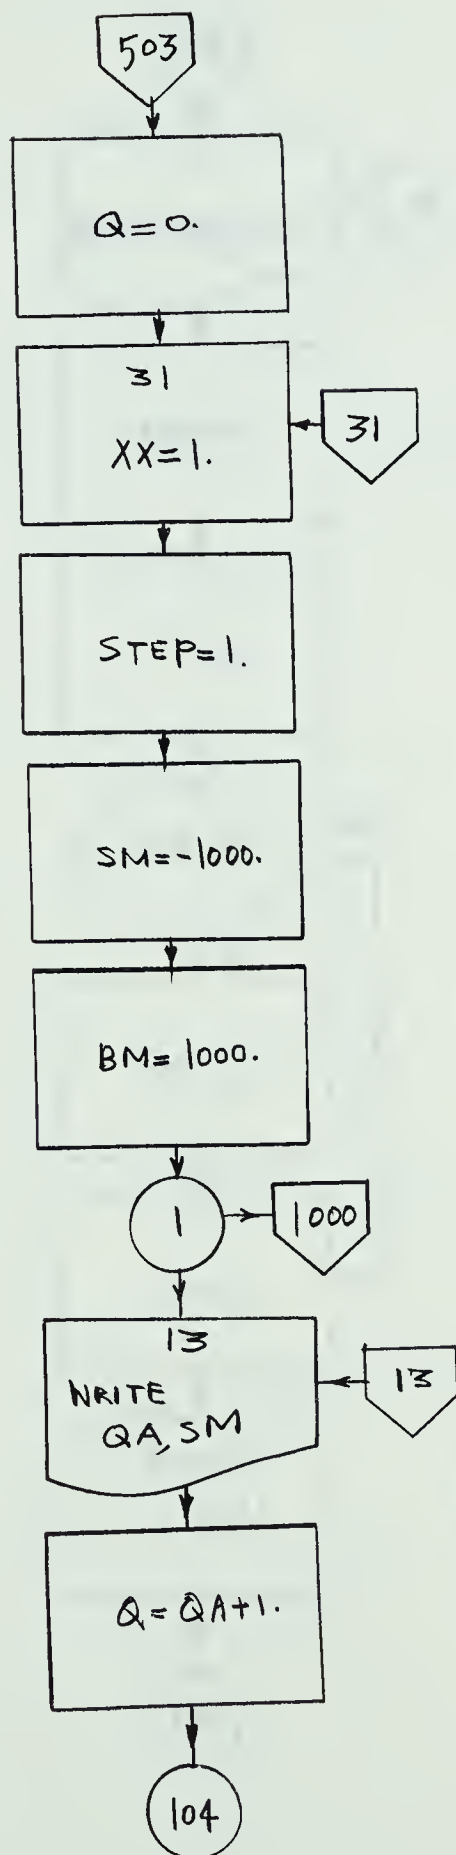 503
Q=0.
31
XX=1.
31
STEP=1.
SM=-1000.
BM=1000.
1
1000
13
WRITE
QA, SM
13
Q=QA+1.
104